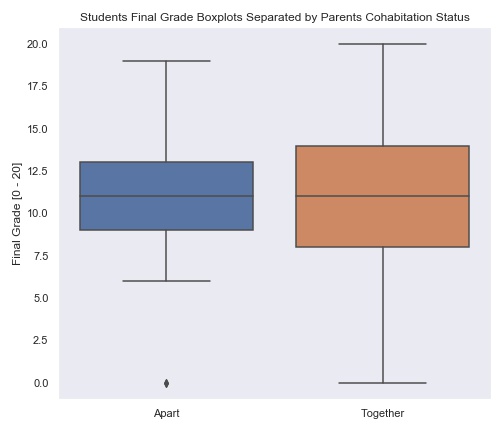 Students Final Grade Boxplots Separated by Parents Cohabitation Status
20.0
17.5
15.0
12.5
10.0
7.5
5.0
2.5
0.0
Final Grade [0 - 20]
Apart
Together